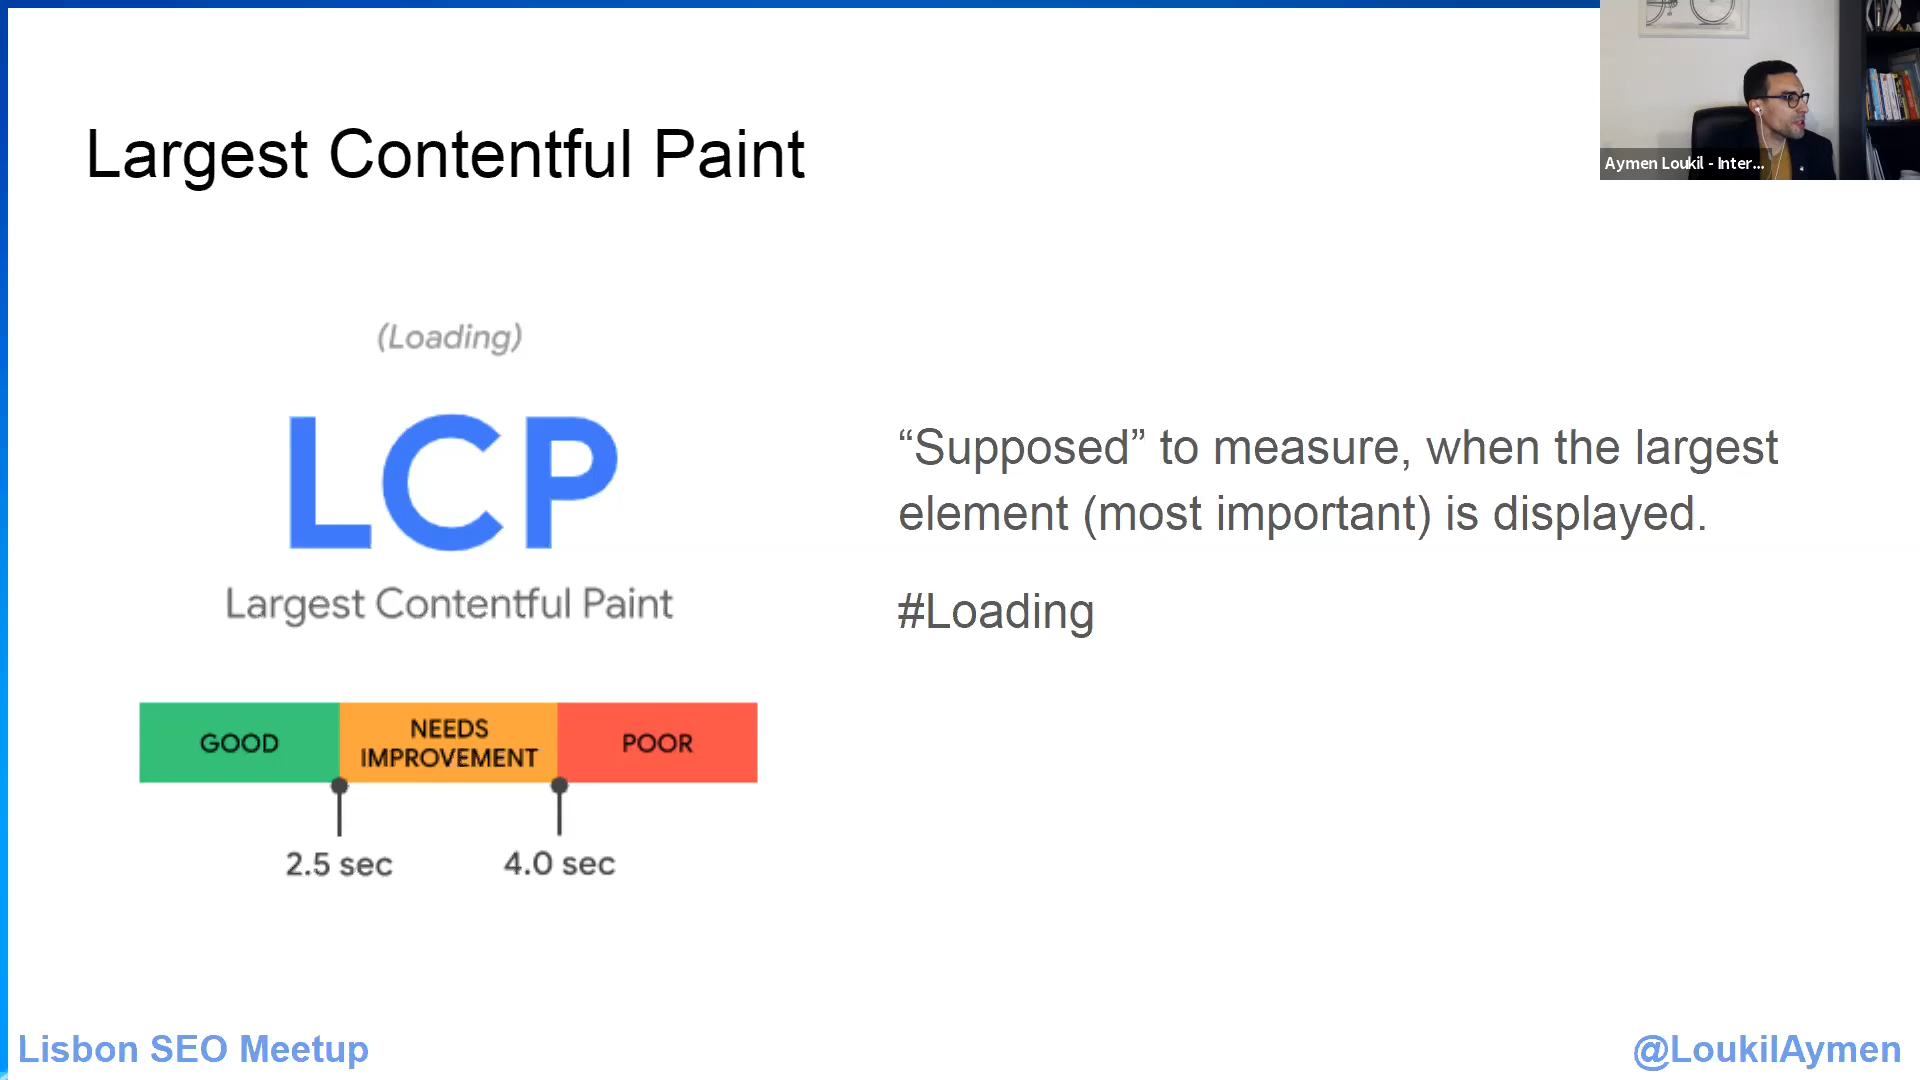 Largest Contentful Paint
Aymen Loukil - Inter...
(Loading)
LCP
Largest Contentful Paint
GOOD
NEEDS
IMPROVEMENT
POOR
2.5 sec
4.0 sec
“Supposed” to measure, when the largest
element (most important) is displayed.
#Loading
Lisbon SEO Meetup
@LoukilAymen